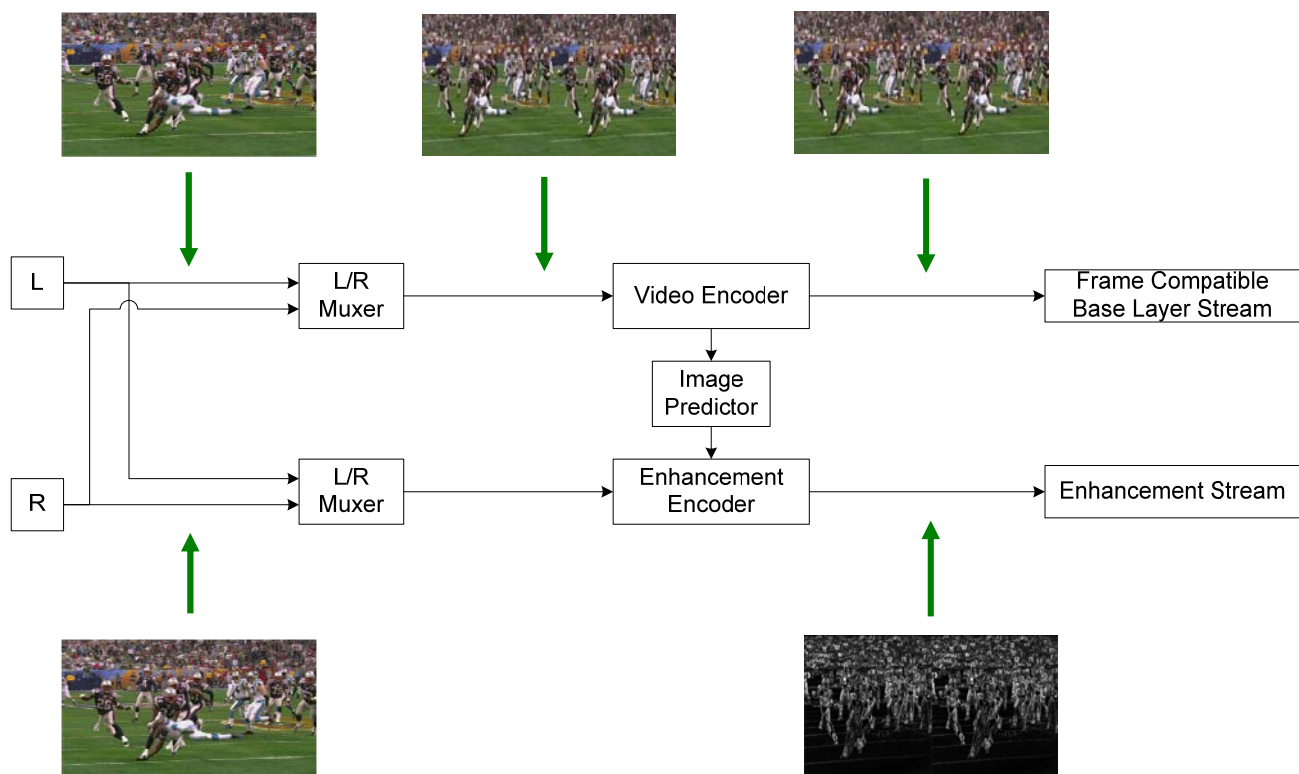 L
L/R
Muxer
Video Encoder
Frame Compatible
Base Layer Stream
Image
Predictor
R
L/R
Muxer
Enhancement
Encoder
Enhancement Stream